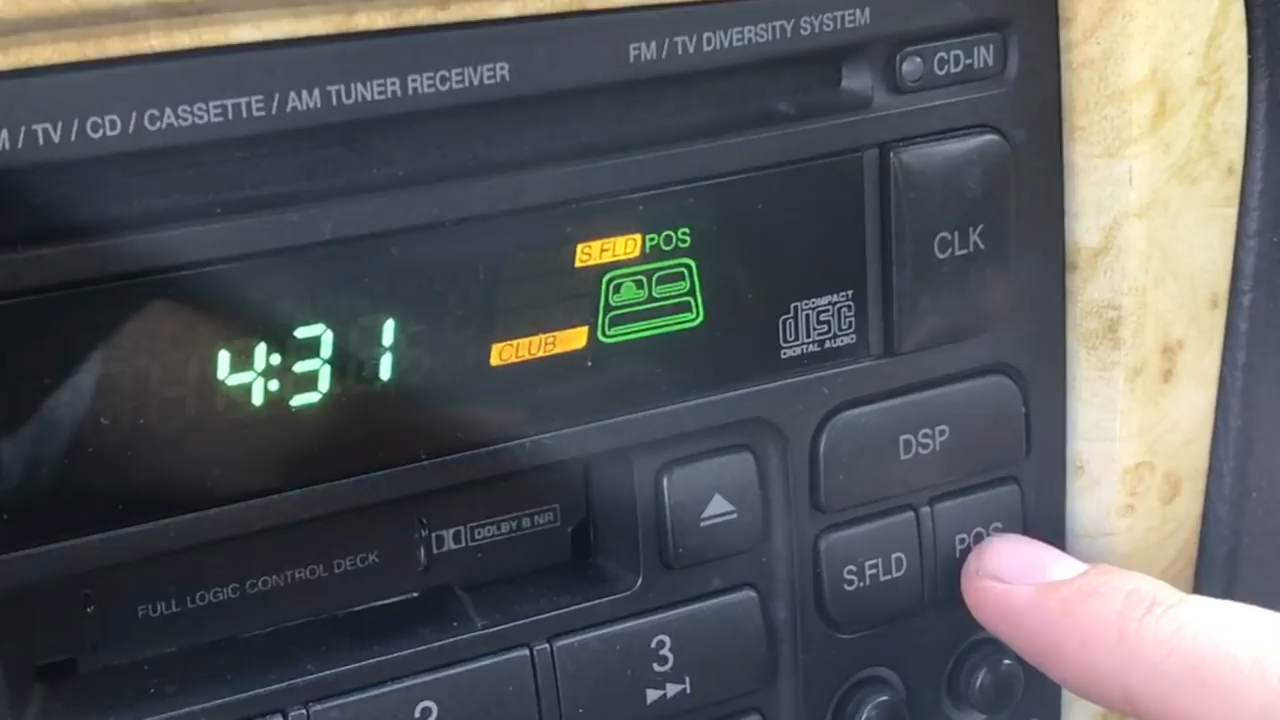 FM / TV DIVERSITY SYSTEM
/ TV / CD / CASSETTE / AM TUNER RECEIVER
CD-IN
CLK
S.FLD POS
CLUB
4:31
COMPACT
disc
DIGITAL AUDIO
DSP
DOLBY B NR
FULL LOGIC CONTROL DECK
S.FLD
POS
3
2